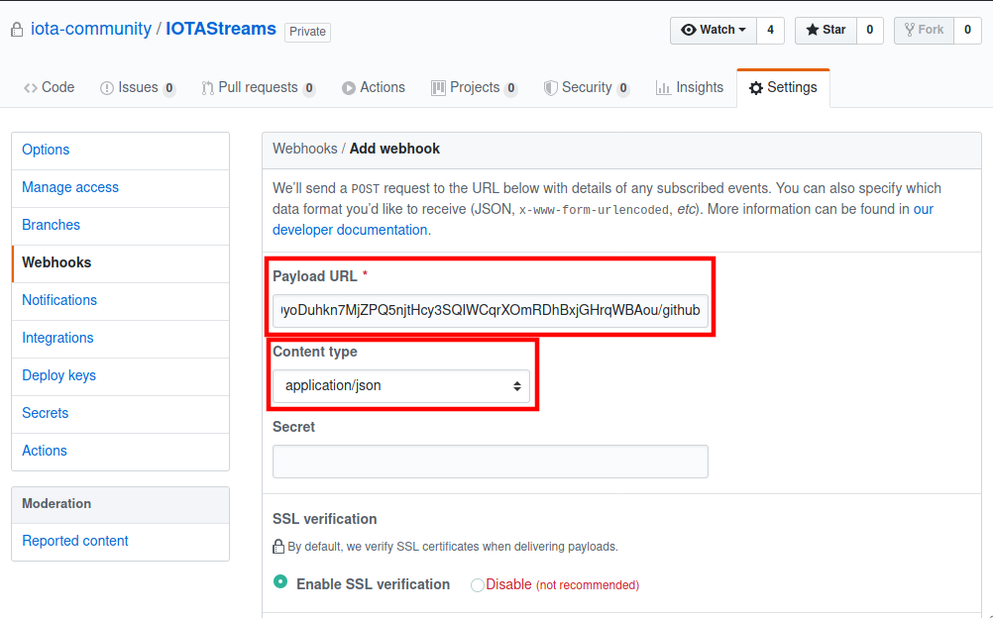 iota-community / IOTAStreams Private
Watch 4 Star 0 Fork 0
Code Issues 0 Pull requests 0 Actions Projects 0 Security 0 Insights Settings
Options
Manage access
Branches
Webhooks
Notifications
Integrations
Deploy keys
Secrets
Actions
Moderation
Reported content
Webhooks / Add webhook
We’ll send a POST request to the URL below with details of any subscribed events. You can also specify which
data format you’d like to receive (JSON, x-www-form-urlencoded, etc). More information can be found in our
developer documentation.
Payload URL *
yoDuhkn7MjZPQ5njtHcy3SQIWCqrXOmRDhBxjGHrqWBAou/github
Content type
application/json
Secret
SSL verification
By default, we verify SSL certificates when delivering payloads.
Enable SSL verification Disable (not recommended)